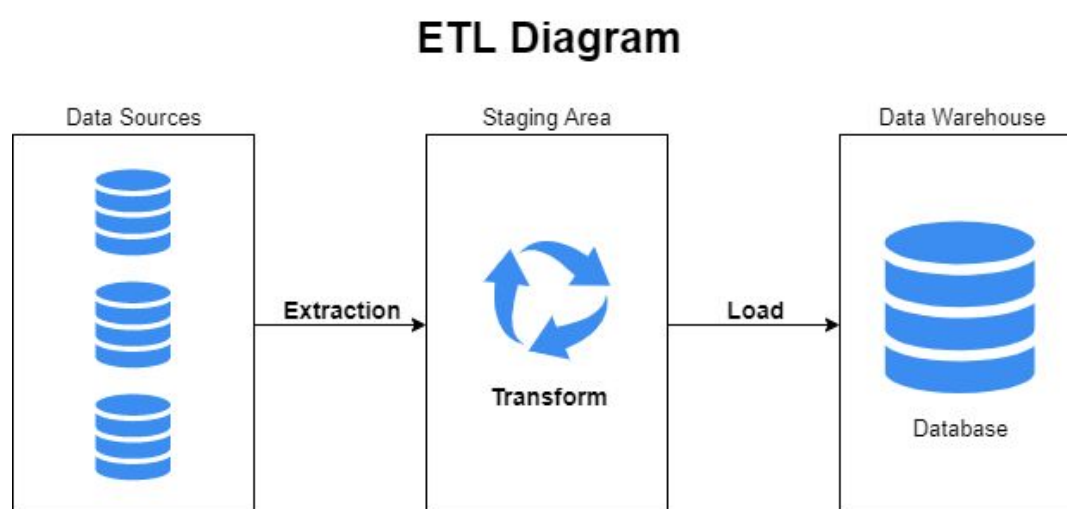 ETL Diagram
Data Sources
Staging Area
Data Warehouse
Extraction
Load
Transform
Database